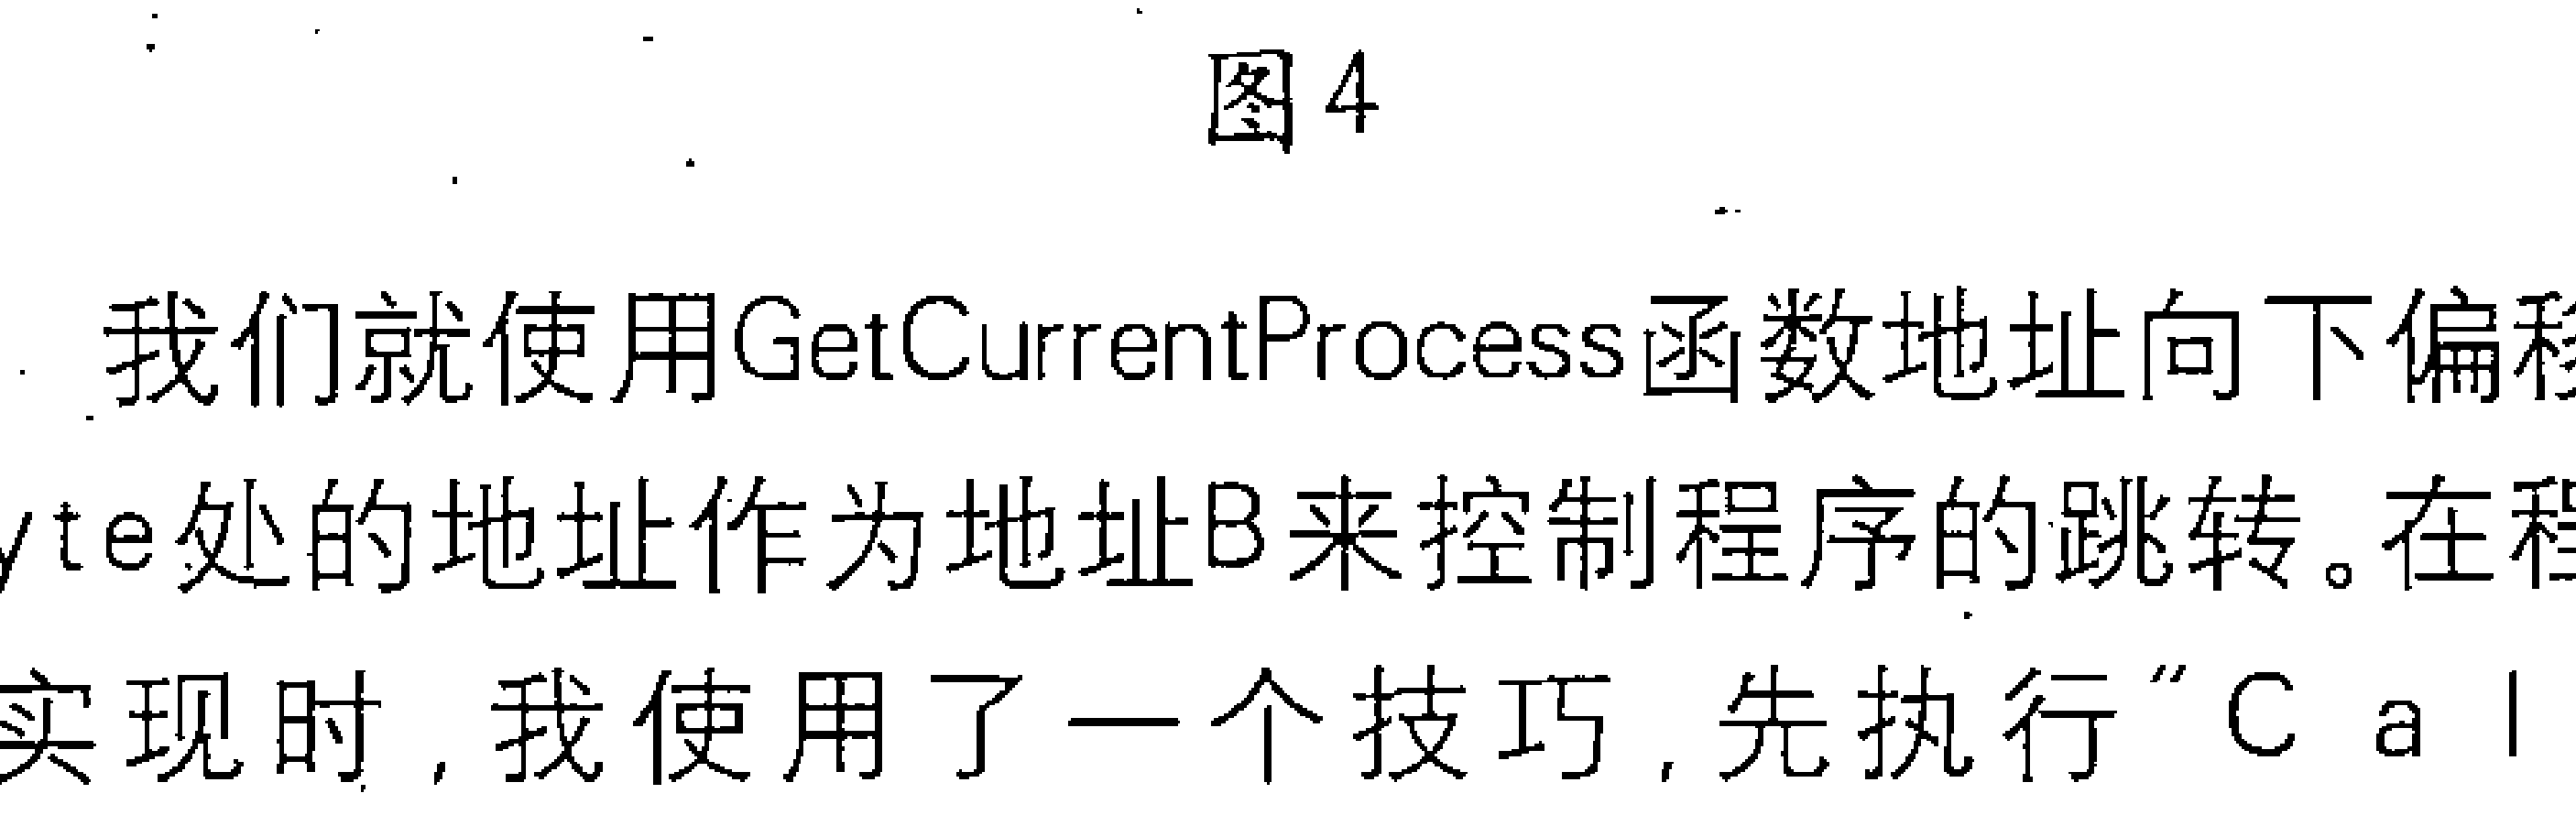 图4
我们就使用GetCurrentProcess函数地址向下偏移
yte处的地址作为地址B来控制程序的跳转。在程
实现时,我使用了一个技巧,先执行"Cal